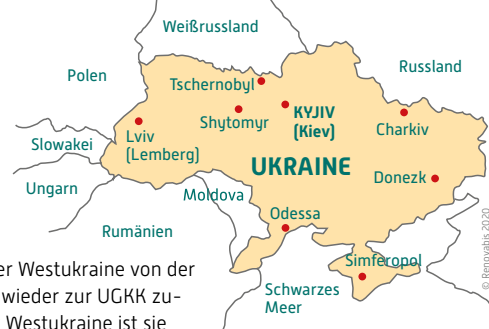 Weißrussland
Polen
Russland
Tschernobyl
KYJIV
(Kiev)
Shytomyr
Charkiv
Lviv
(Lemberg)
Slowakei
UKRAINE
Donezk
Ungarn
Moldova
Odessa
Rumänien
Simferopol
Schwarzes
Meer
er Westukraine von der
wieder zur UGKK zu-
Westukraine ist sie
© Renovabis 2020